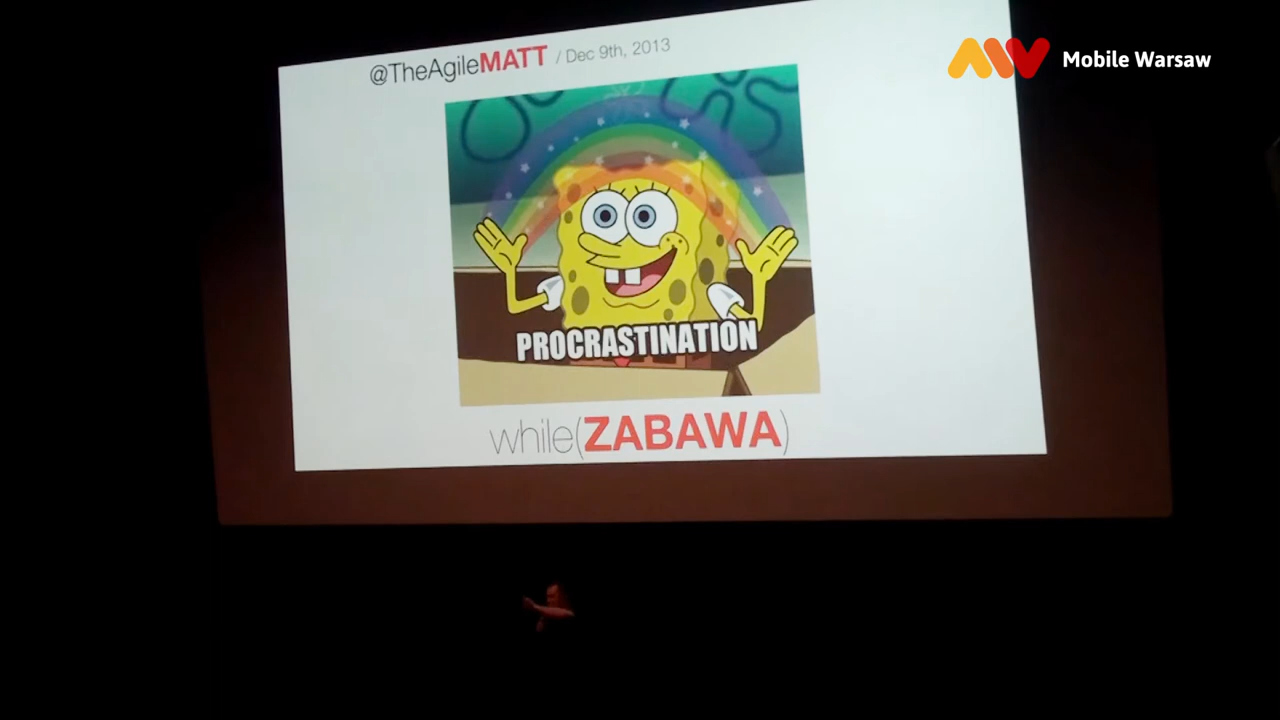 @TheAgileMATT / Dec 9th, 2013
Mobile Warsaw
PROCRASTINATION
while(ZABAWA)